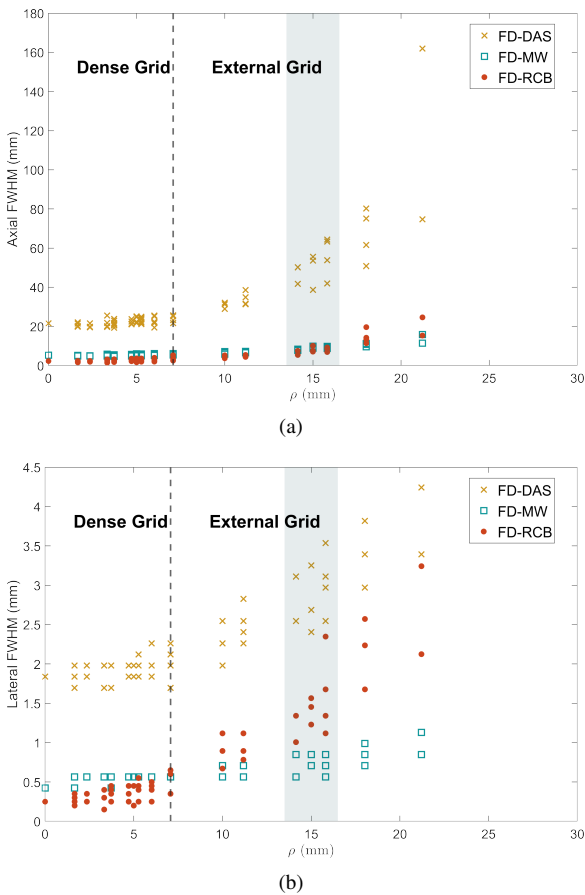 180
160
140
120
100
80
60
40
20
0
Axial FWHM (mm)
Dense Grid
External Grid
FD-DAS
FD-MW
FD-RCB
0 5 10 15 20 25 30
ρ (mm)
(a)
4.5
4
3.5
3
2.5
2
1.5
1
0.5
0
Lateral FWHM (mm)
Dense Grid
External Grid
FD-DAS
FD-MW
FD-RCB
0 5 10 15 20 25 30
ρ (mm)
(b)